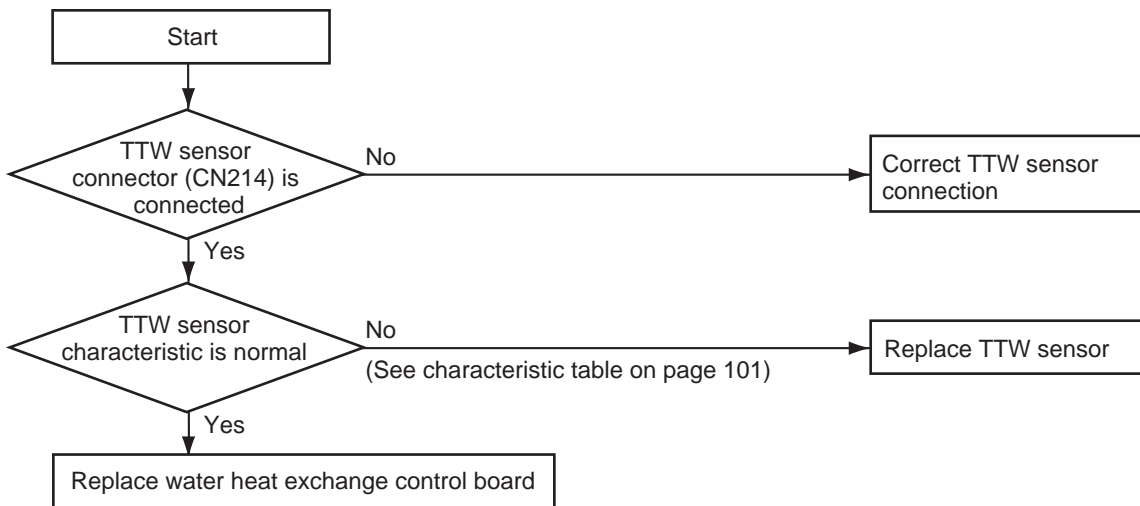 Start
TTW sensor
connector (CN214) is
connected
No
Correct TTW sensor
connection
Yes
TTW sensor
characteristic is normal
No
(See characteristic table on page 101)
Replace TTW sensor
Yes
Replace water heat exchange control board